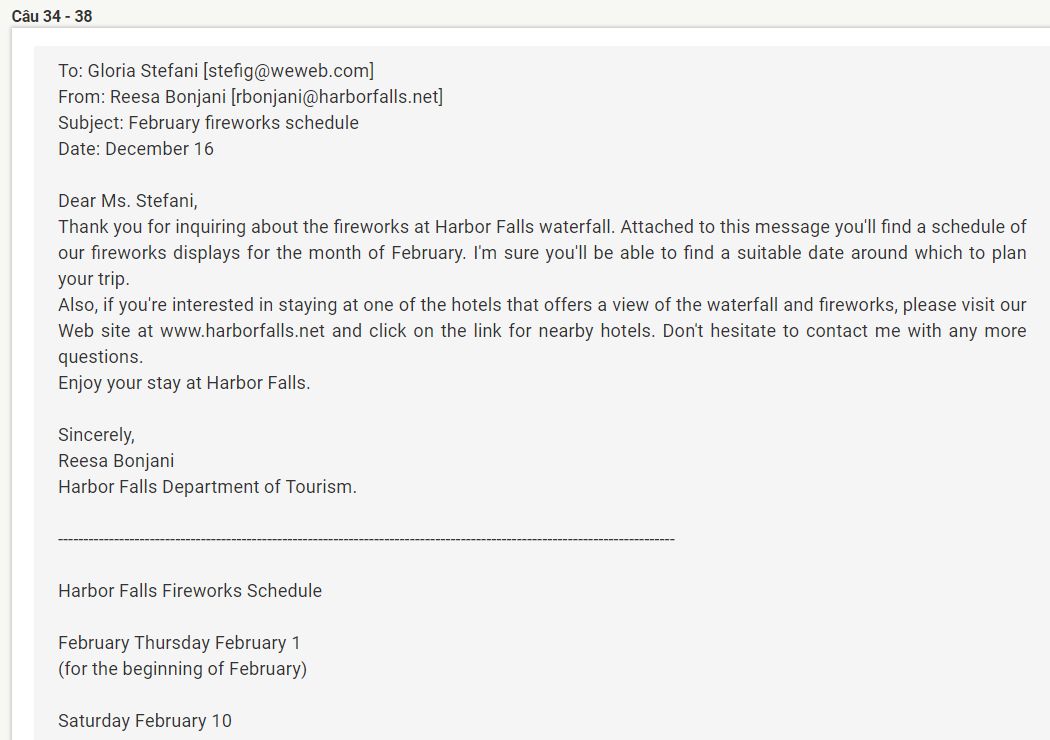 Câu 34 - 38
To: Gloria Stefani [stefig@weweb.com]
From: Reesa Bonjani [rbonjani@harborfalls.net]
Subject: February fireworks schedule
Date: December 16
Dear Ms. Stefani,
Thank you for inquiring about the fireworks at Harbor Falls waterfall. Attached to this message you'll find a schedule of
our fireworks displays for the month of February. I'm sure you'll be able to find a suitable date around which to plan
your trip.
Also, if you're interested in staying at one of the hotels that offers a view of the waterfall and fireworks, please visit our
Web site at www.harborfalls.net and click on the link for nearby hotels. Don't hesitate to contact me with any more
questions.
Enjoy your stay at Harbor Falls.
Sincerely,
Reesa Bonjani
Harbor Falls Department of Tourism.
Harbor Falls Fireworks Schedule
February Thursday February 1
(for the beginning of February)
Saturday February 10